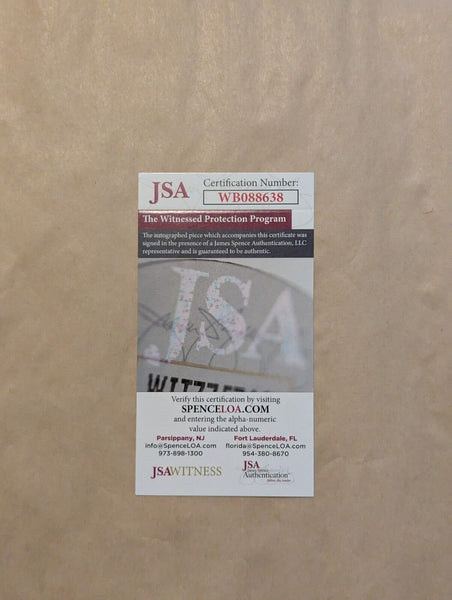 JSA
Certification Number:
WB088638
The Witnessed Protection Program
The autographed piece which accompanies this certificate was
signed in the presence of a James Spence Authentication, LLC
representative and is guaranteed to be authentic.
JSA
Verify this certification by visiting
SPENCELOA.COM
and entering the alpha-numeric
value indicated above.
Parsippany, NJ
info@SpenceLOA.com
973-898-1300
Fort Lauderdale, FL
florida@SpenceLOA.com
954-380-8670
JSAWITNESS
JSA
James Spence
Authentication